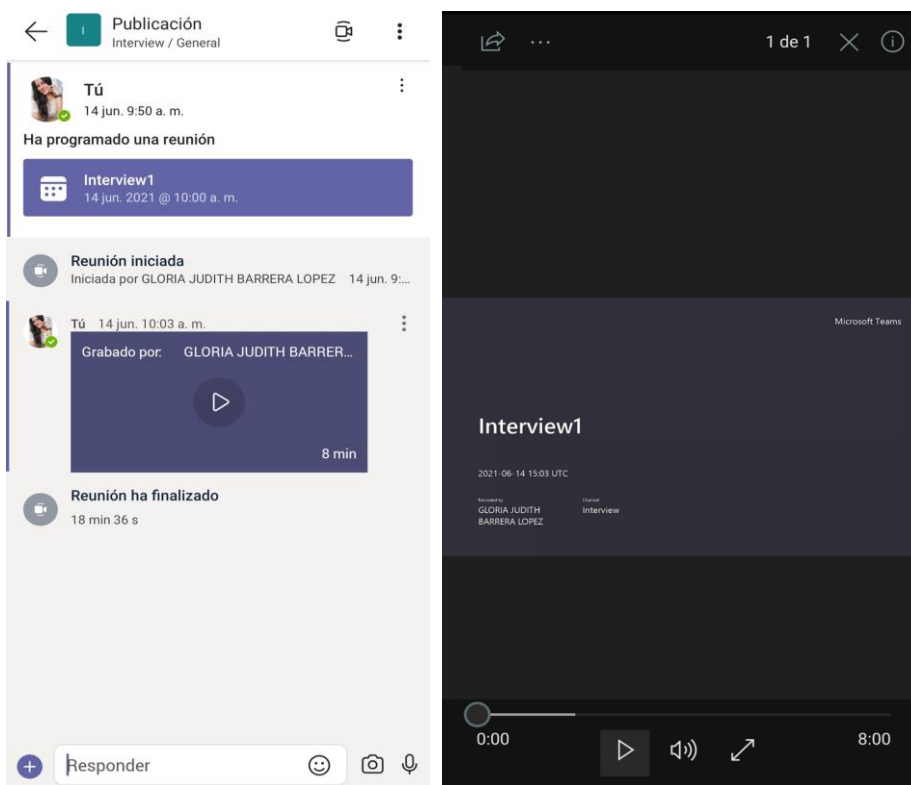 Publicación
I
Interview / General
Tú
14 jun. 9:50 a. m.
Ha programado una reunión
Interview1
14 jun. 2021 @ 10:00 a. m.
Reunión iniciada
Iniciada por GLORIA JUDITH BARRERA LOPEZ 14 jun. 9:...
Tú 14 jun. 10:03 a. m.
Grabado por: GLORIA JUDITH BARRER...
8 min
Reunión ha finalizado
18 min 36 s
Responder
1 de 1
Microsoft Teams
Interview1
2021-06-14 15:03 UTC
Recorded by Channel
GLORIA JUDITH Interview
BARRERA LOPEZ
0:00 8:00